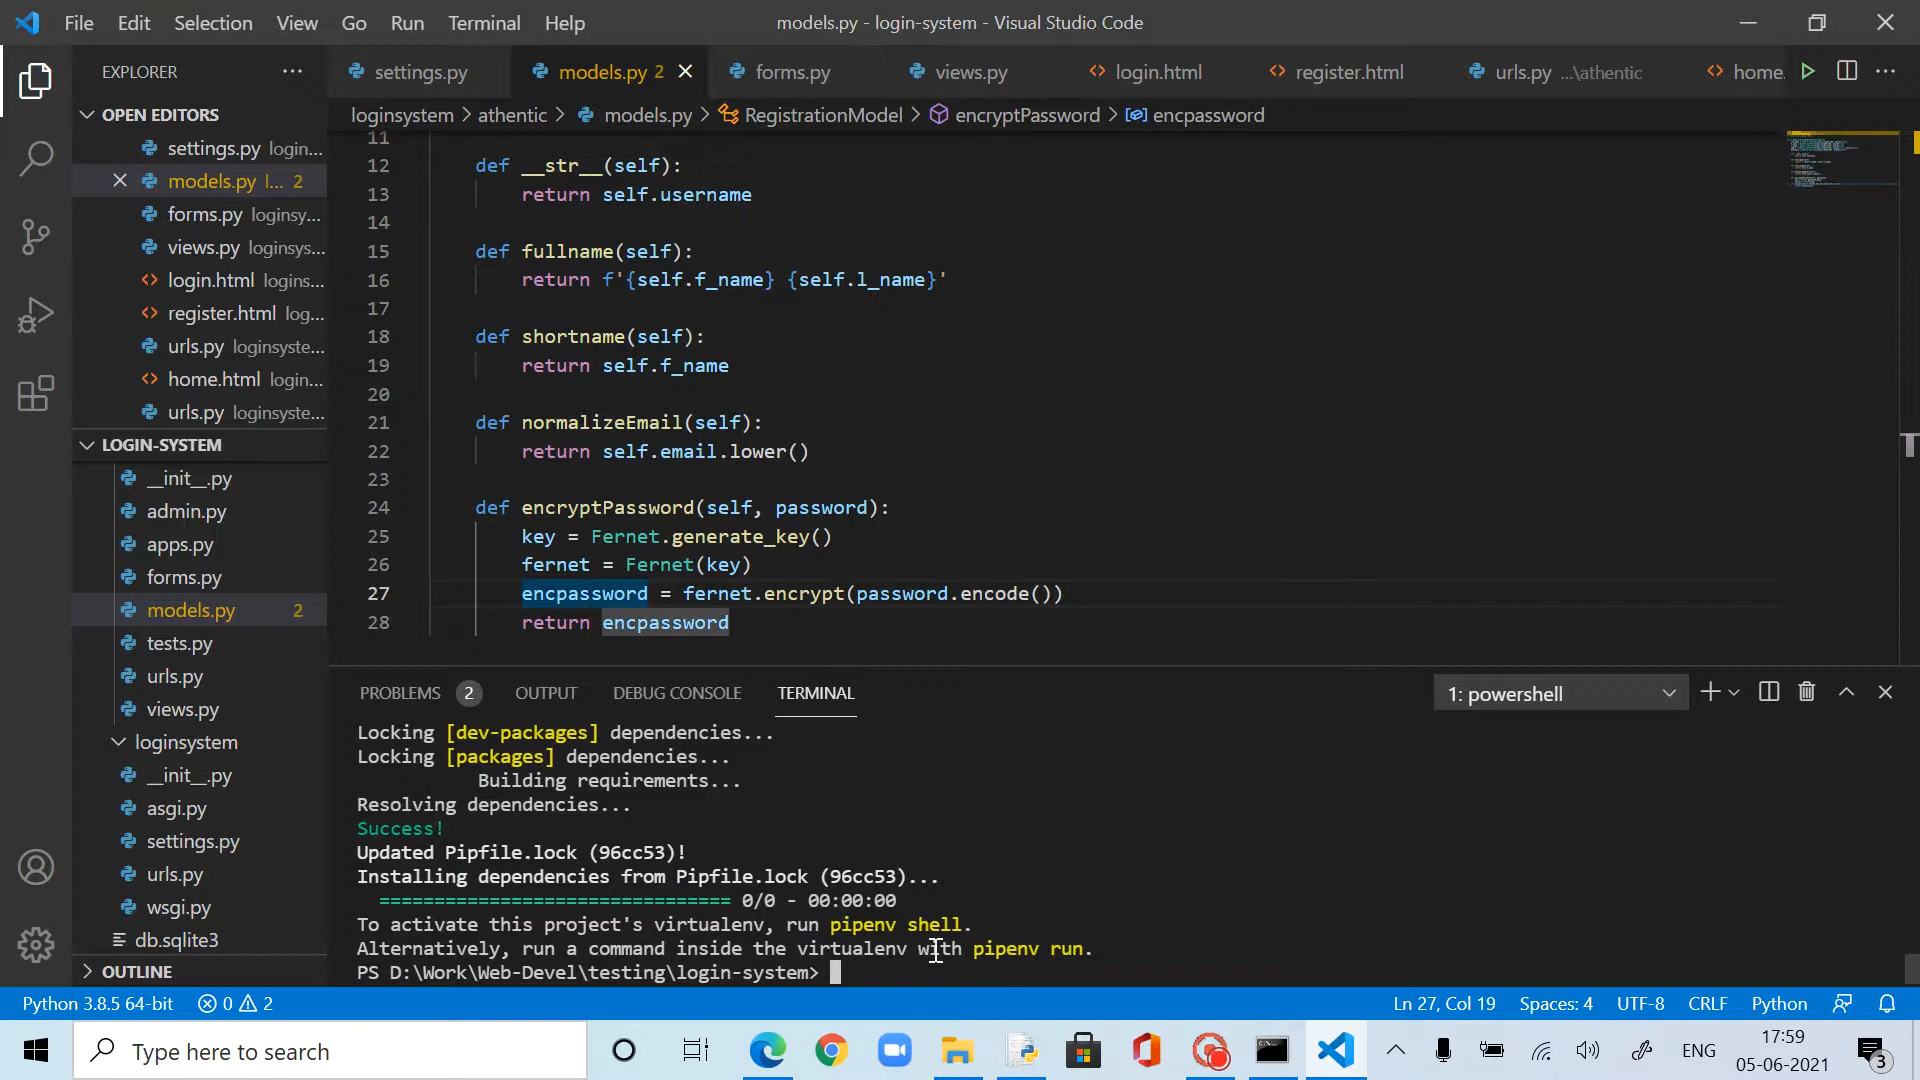 File Edit Selection View Go Run Terminal Help
models.py - login-system - Visual Studio Code
EXPLORER
settings.py
models.py 2
forms.py
views.py
login.html
register.html
urls.py ...\athentic
home.
OPEN EDITORS
settings.py login...
models.py l... 2
forms.py loginsy...
views.py loginsys...
login.html logins...
register.html log...
urls.py loginsyste...
home.html login...
urls.py loginsyste...
LOGIN-SYSTEM
__init__.py
admin.py
apps.py
forms.py
models.py 2
tests.py
urls.py
views.py
loginsystem
__init__.py
asgi.py
settings.py
urls.py
wsgi.py
db.sqlite3
OUTLINE
loginsystem > athentic > models.py > RegistrationModel > encryptPassword > encpassword
11
12 def __str__(self):
13 return self.username
14
15 def fullname(self):
16 return f'{self.f_name} {self.l_name}'
17
18 def shortname(self):
19 return self.f_name
20
21 def normalizeEmail(self):
22 return self.email.lower()
23
24 def encryptPassword(self, password):
25 key = Fernet.generate_key()
26 fernet = Fernet(key)
27 encpassword = fernet.encrypt(password.encode())
28 return encpassword
PROBLEMS 2 OUTPUT DEBUG CONSOLE TERMINAL
1: powershell
Locking [dev-packages] dependencies...
Locking [packages] dependencies...
Building requirements...
Resolving dependencies...
Success!
Updated Pipfile.lock (96cc53)!
Installing dependencies from Pipfile.lock (96cc53)...
================================ 0/0 - 00:00:00
To activate this project's virtualenv, run pipenv shell.
Alternatively, run a command inside the virtualenv with pipenv run.
PS D:\Work\Web-Devel\testing\login-system>
Python 3.8.5 64-bit 0 2
Ln 27, Col 19 Spaces: 4 UTF-8 CRLF Python
Type here to search
ENG
17:59
05-06-2021
3